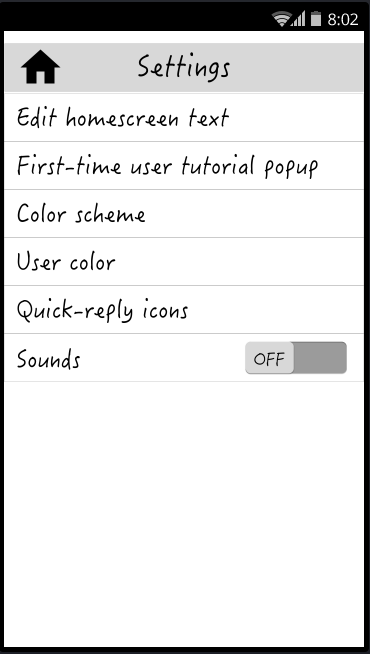 8:02
Settings
Edit homescreen text
First-time user tutorial popup
Color scheme
User color
Quick-reply icons
Sounds OFF